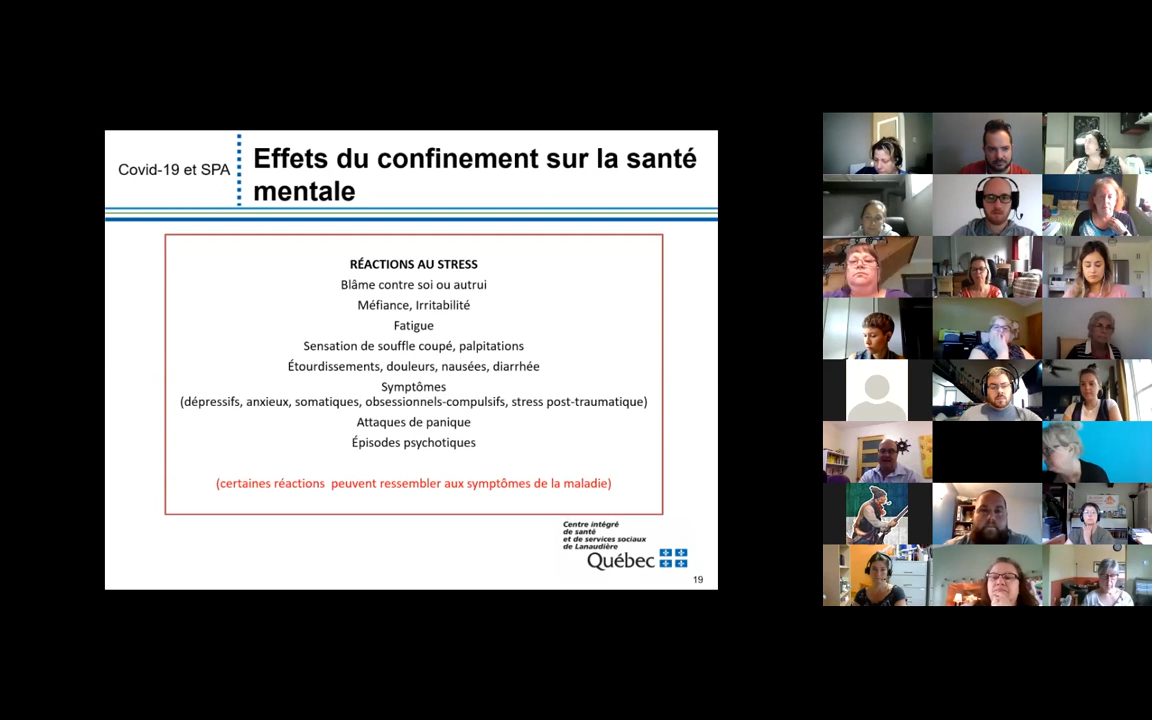 Covid-19 et SPA
Effets du confinement sur la santé
mentale
RÉACTIONS AU STRESS
Blâme contre soi ou autrui
Méfiance, Irritabilité
Fatigue
Sensation de souffle coupé, palpitations
Étourdissements, douleurs, nausées, diarrhée
Symptômes
(dépressifs, anxieux, somatiques, obsessionnels-compulsifs, stress post-traumatique)
Attaques de panique
Épisodes psychotiques
(certaines réactions peuvent ressembler aux symptômes de la maladie)
Centre intégré
de santé
et de services sociaux
de Lanaudière
Québec
19